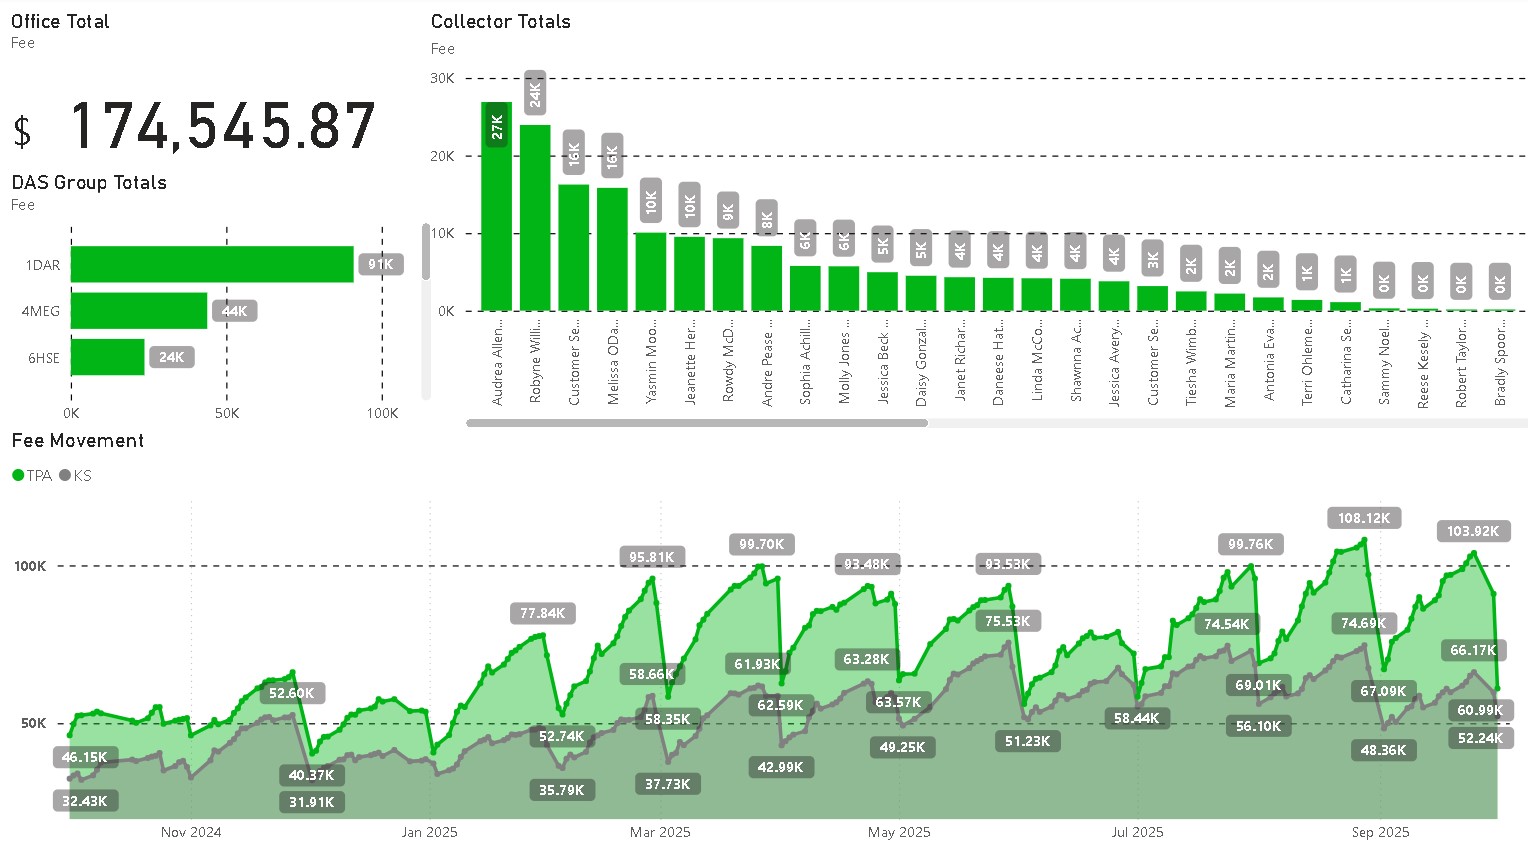 Office Total
Fee
$ 174,545.87
DAS Group Totals
Fee
1DAR
91K
4MEG
44K
6HSE
24K
0K
50K
100K
Collector Totals
Fee
30K
20K
10K
0K
27K
24K
16K
16K
10K
10K
9K
8K
6K
6K
5K
5K
4K
4K
4K
4K
4K
3K
2K
2K
2K
1K
1K
0K
0K
0K
0K
Audrea Allen...
Robyne Willi...
Customer Se...
Melissa ODa...
Yasmin Moo...
Jeanette Her...
Rowdy McD...
Andre Pease ...
Sophia Achill...
Molly Jones ...
Jessica Beck ...
Daisy Gonzal...
Janet Richar...
Daneese Hat...
Linda McCo...
Shawnna Ac...
Jessica Avery...
Customer Se...
Tiesha Wimb...
Maria Martin...
Antonia Eva...
Terri Ohleme...
Catharina Se...
Sammy Noel...
Reese Kesely ...
Robert Taylor...
Bradly Spoor...
Fee Movement
TPA KS
100K
50K
46.15K
32.43K
52.60K
40.37K
31.91K
77.84K
52.74K
35.79K
95.81K
58.66K
58.35K
37.73K
99.70K
61.93K
62.59K
42.99K
93.48K
63.28K
63.57K
49.25K
93.53K
75.53K
51.23K
58.44K
99.76K
74.54K
69.01K
56.10K
108.12K
74.69K
67.09K
48.36K
103.92K
66.17K
60.99K
52.24K
Nov 2024
Jan 2025
Mar 2025
May 2025
Jul 2025
Sep 2025